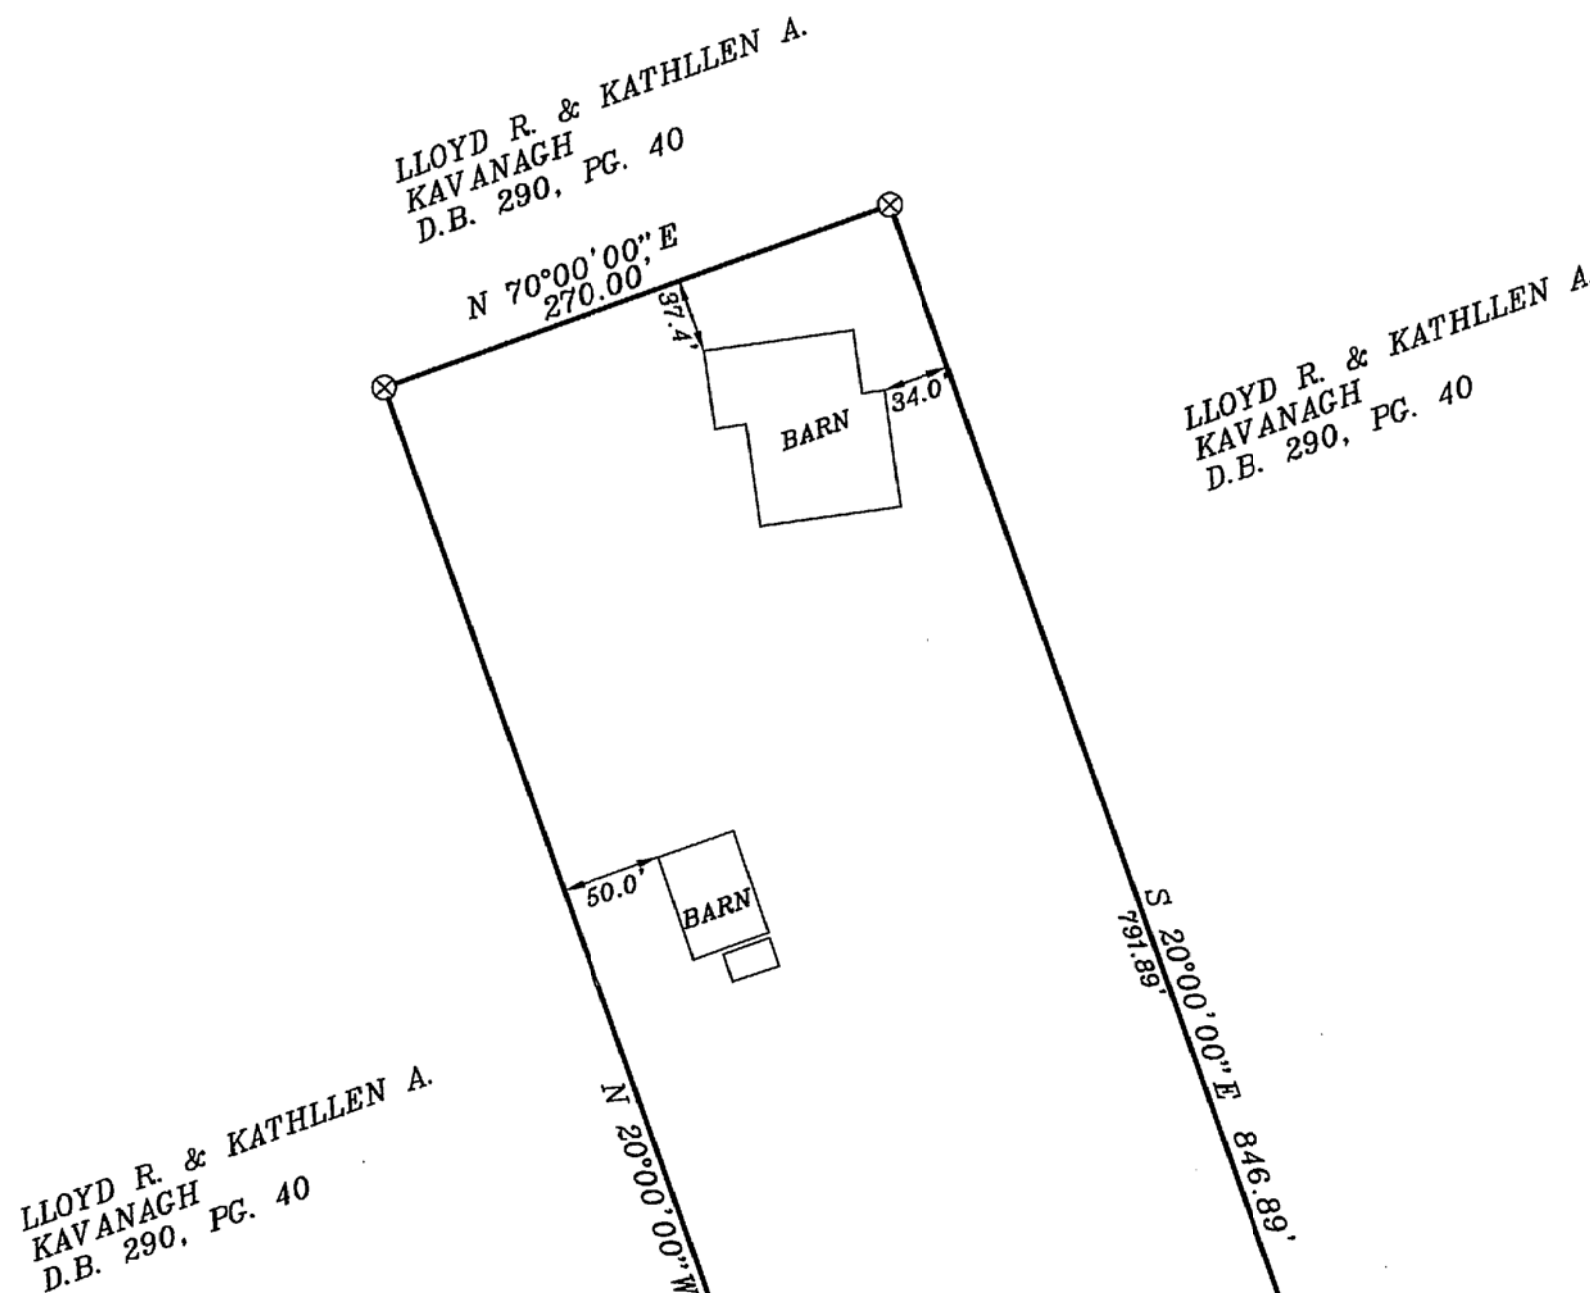 LLOYD R. & KATHLLEN A.
KAVANAGH
D.B. 290, PG. 40
N 70°00'00" E
270.00'
37.4'
34.0'
BARN
LLOYD R. & KATHLLEN A.
KAVANAGH
D.B. 290, PG. 40
50.0'
BARN
S 20°00'00" E 846.89'
791.89'
N 20°00'00" W
LLOYD R. & KATHLLEN A.
KAVANAGH
D.B. 290, PG. 40